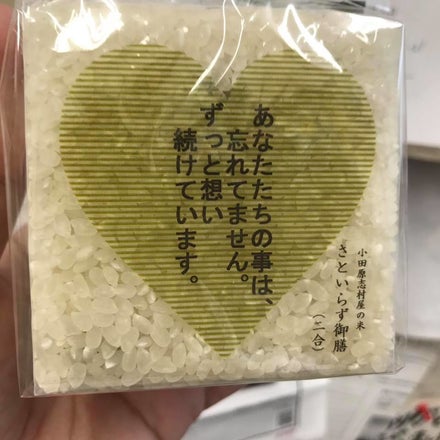 あなたたちの事は、
忘れてません。
ずっと想い
続けています。
小田原志村屋の米
さといらず御膳
（二合）